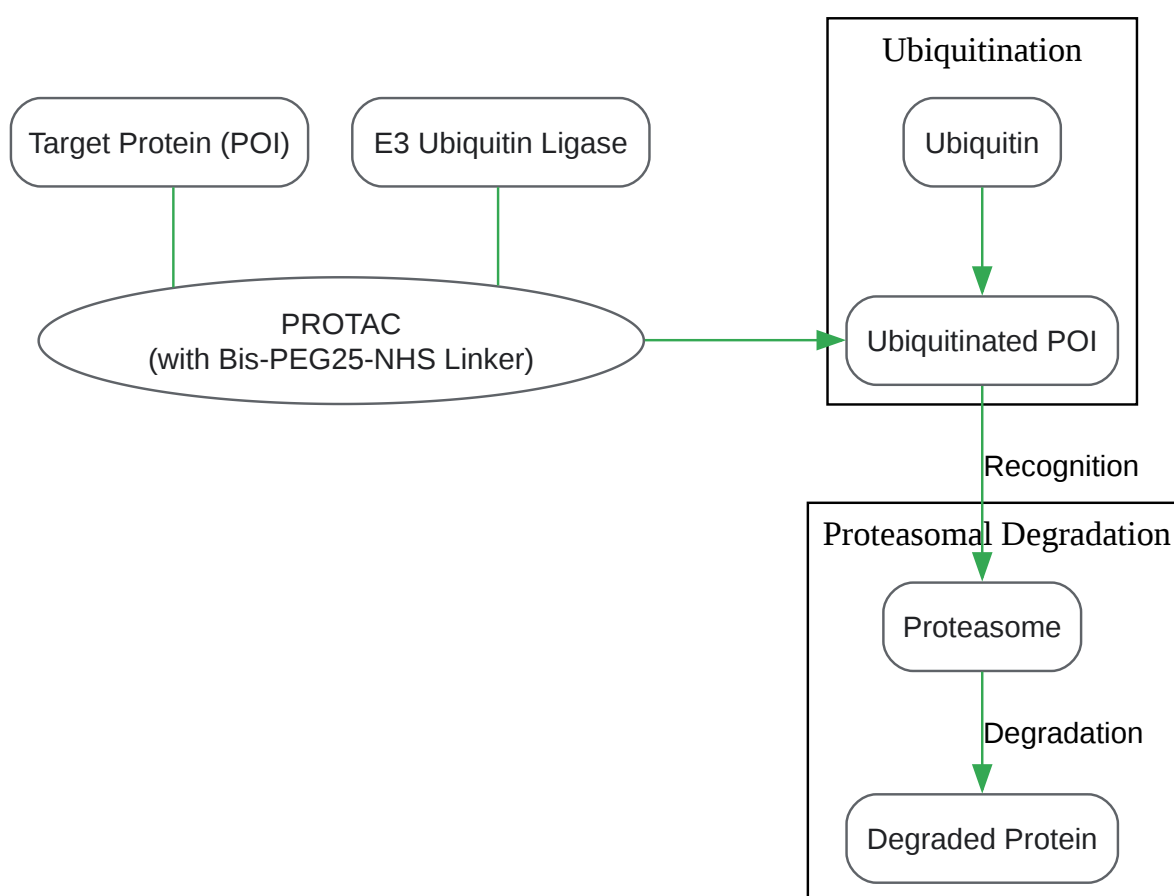 Ubiquitination
Target Protein (POI)
E3 Ubiquitin Ligase
Ubiquitin
PROTAC
(with Bis-PEG25-NHS Linker)
Ubiquitinated POI
Recognition
Proteasomal Degradation
Proteasome
Degradation
Degraded Protein